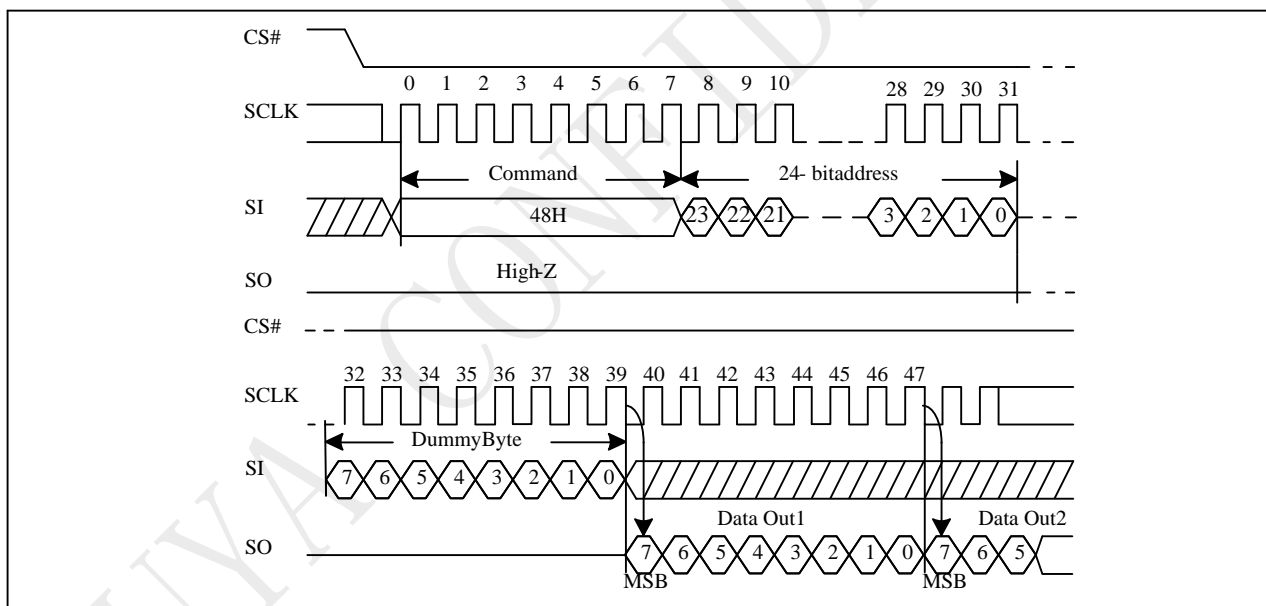 CS#
0 1 2 3 4 5 6 7 8 9 10 28 29 30 31
SCLK
Command 24- bitaddress
SI 48H 23 22 21 3 2 1 0
High-Z
SO
CS#
32 33 34 35 36 37 38 39 40 41 42 43 44 45 46 47
SCLK
DummyByte
SI 7 6 5 4 3 2 1 0
Data Out1 Data Out2
SO 7 6 5 4 3 2 1 0 7 6 5
MSB MSB